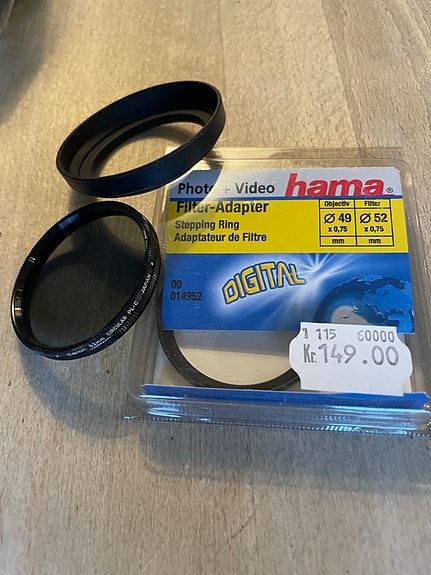 Photo + Video hama®
Filter-Adapter
Stepping Ring
Adaptateur de Filtre
Objectiv Filter
Ø 49 Ø 52
x 0,75 x 0,75
mm mm
00
014952
DIGITAL
115 60000
Kr 149.00
52mm CIRCULAR PL-C JAPAN